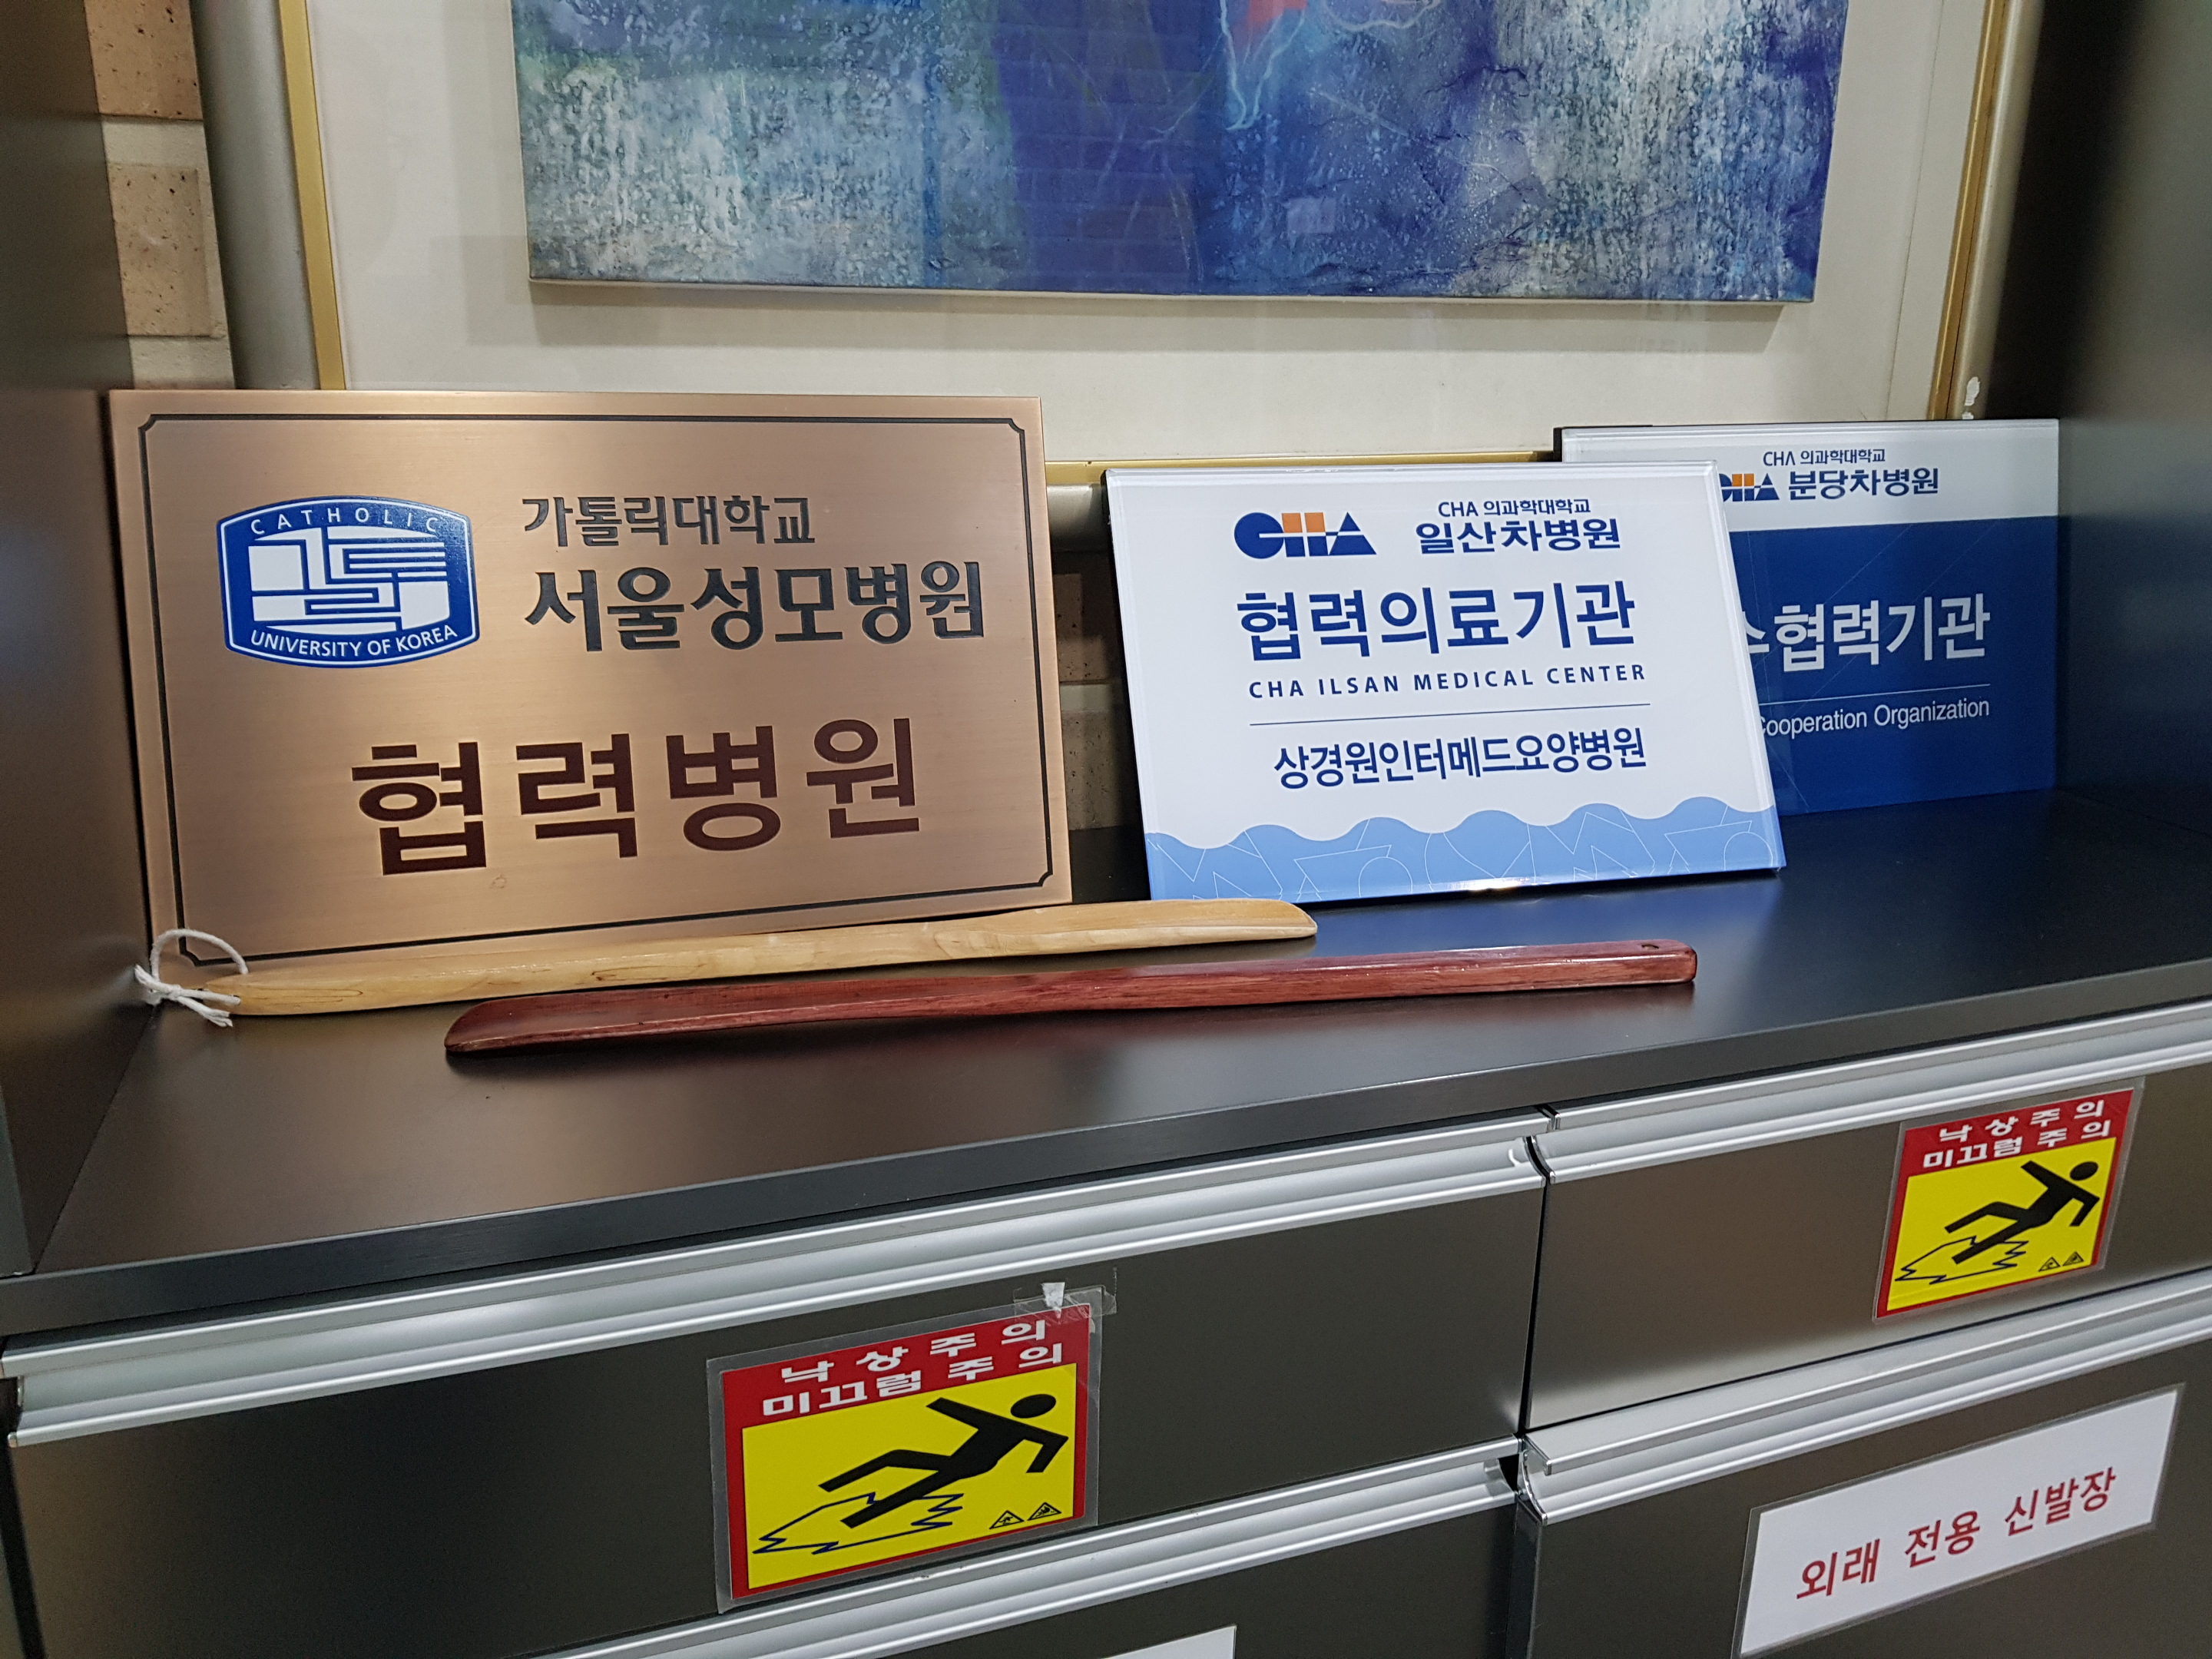 CATHOLIC
UNIVERSITY OF KOREA
가톨릭대학교
서울성모병원
협력병원
CHA
CHA 의과학대학교
일산차병원
협력의료기관
CHA ILSAN MEDICAL CENTER
상경원인터메드요양병원
CHA 의과학대학교
CHA 분당차병원
협력기관
Cooperation Organization
낙상주의
미끄럼주의
낙상주의
미끄럼주의
외래 전용 신발장